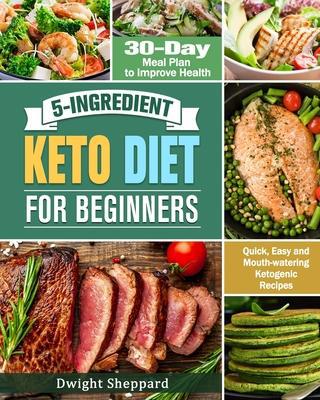 30-Day
Meal Plan
to Improve Health
5-INGREDIENT
KETO DIET
FOR BEGINNERS
Quick, Easy and
Mouth-watering
Ketogenic
Recipes
Dwight Sheppard